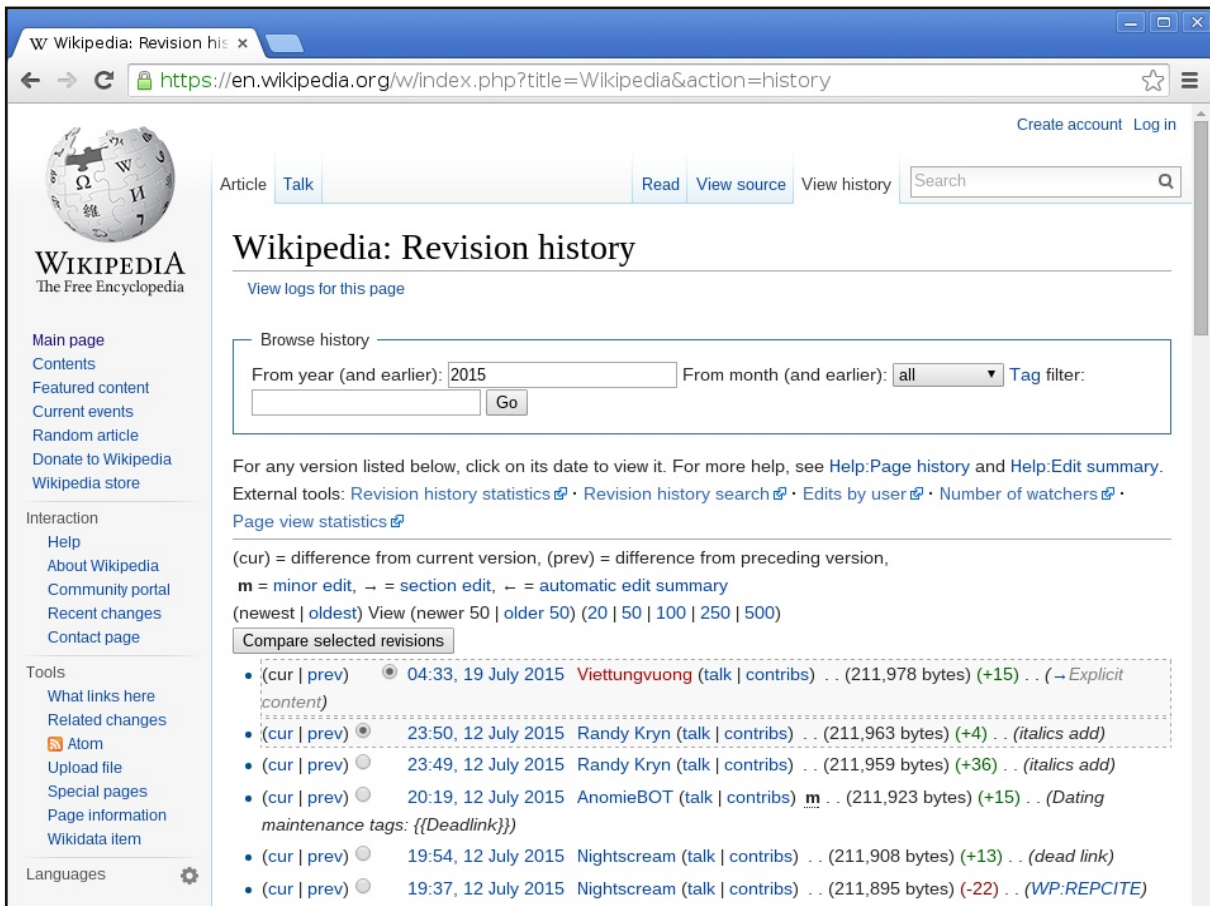 Wikipedia: Revision his
https://en.wikipedia.org/w/index.php?title=Wikipedia&action=history
Create account Log in
Article Talk Read View source View history Search
WIKIPEDIA
The Free Encyclopedia
Main page
Contents
Featured content
Current events
Random article
Donate to Wikipedia
Wikipedia store
Interaction
Help
About Wikipedia
Community portal
Recent changes
Contact page
Tools
What links here
Related changes
Atom
Upload file
Special pages
Page information
Wikidata item
Languages
Wikipedia: Revision history
View logs for this page
Browse history
From year (and earlier): 2015 From month (and earlier): all Tag filter:
Go
For any version listed below, click on its date to view it. For more help, see Help:Page history and Help:Edit summary.
External tools: Revision history statistics · Revision history search · Edits by user · Number of watchers ·
Page view statistics
(cur) = difference from current version, (prev) = difference from preceding version,
m = minor edit, → = section edit, ← = automatic edit summary
(newest | oldest) View (newer 50 | older 50) (20 | 50 | 100 | 250 | 500)
Compare selected revisions
• (cur | prev) 04:33, 19 July 2015 Viettungvuong (talk | contribs) . . (211,978 bytes) (+15) . . (→Explicit
content)
• (cur | prev) 23:50, 12 July 2015 Randy Kryn (talk | contribs) . . (211,963 bytes) (+4) . . (italics add)
• (cur | prev) 23:49, 12 July 2015 Randy Kryn (talk | contribs) . . (211,959 bytes) (+36) . . (italics add)
• (cur | prev) 20:19, 12 July 2015 AnomieBOT (talk | contribs) m . . (211,923 bytes) (+15) . . (Dating
maintenance tags: {{Deadlink}})
• (cur | prev) 19:54, 12 July 2015 Nightscream (talk | contribs) . . (211,908 bytes) (+13) . . (dead link)
• (cur | prev) 19:37, 12 July 2015 Nightscream (talk | contribs) . . (211,895 bytes) (-22) . . (WP:REPCITE)